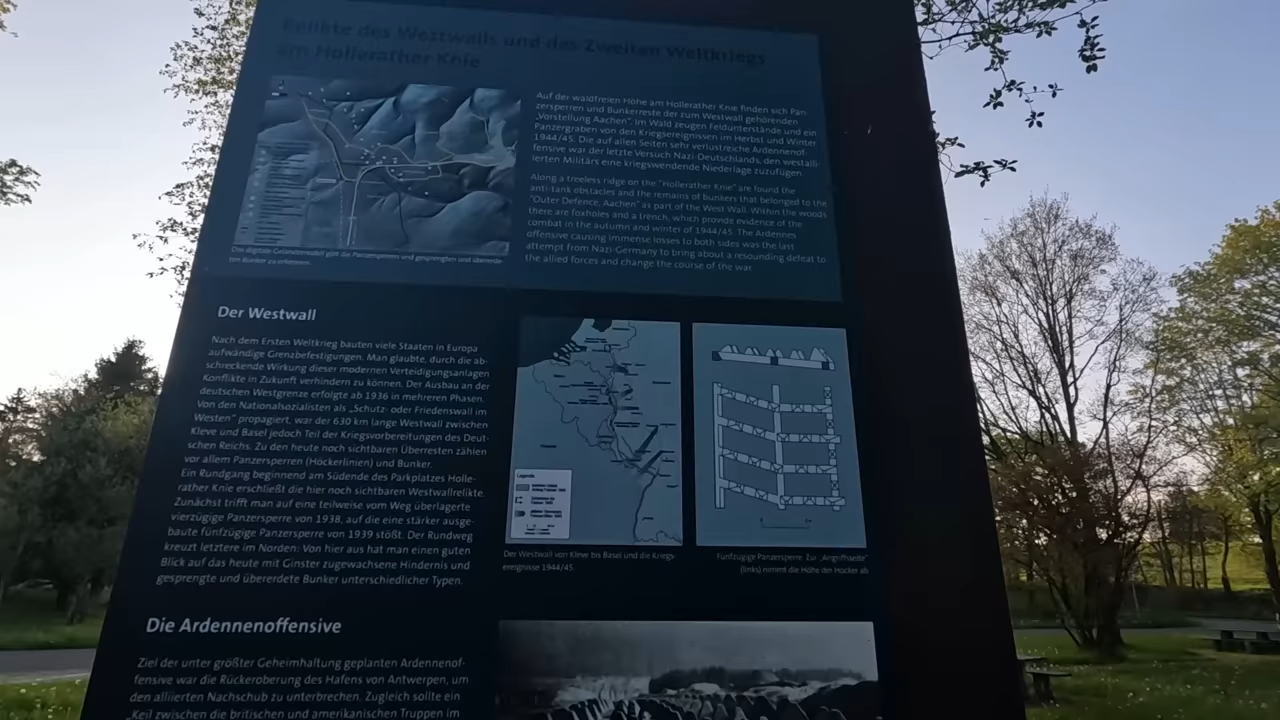 Relikte des Westwalls und des Zweiten Weltkriegs
am Hollerather Knie
Auf der waldfreien Höhe am Hollerather Knie finden sich Pan-
zersperren und Bunkerreste der zum Westwall gehörenden
„Vorstellung Aachen“. Im Wald zeugen Feldunterstände und ein
Panzergraben von den Kriegsereignissen im Herbst und Winter
1944/45. Die auf allen Seiten sehr verlustreiche Ardennenof-
fensive war der letzte Versuch Nazi-Deutschlands, den westalli-
ierten Militärs eine kriegswendende Niederlage zuzufügen.
Along a treeless ridge on the "Hollerather Knie" are found the
anti-tank obstacles and the remains of bunkers that belonged to the
"Outer Defence, Aachen" as part of the West Wall. Within the woods
there are foxholes and a trench, which provide evidence of the
combat in the autumn and winter of 1944/45. The Ardennes
offensive causing immense losses to both sides was the last
attempt from Nazi-Germany to bring about a resounding defeat to
the allied forces and change the course of the war.
Das digitale Geländemodell gibt die Panzersperren und gesprengten und übererde-
ten Bunker zu erkennen.
Der Westwall
Nach dem Ersten Weltkrieg bauten viele Staaten in Europa
aufwändige Grenzbefestigungen. Man glaubte, durch die ab-
schreckende Wirkung dieser modernen Verteidigungsanlagen
Konflikte in Zukunft verhindern zu können. Der Ausbau an der
deutschen Westgrenze erfolgte ab 1936 in mehreren Phasen.
Von den Nationalsozialisten als „Schutz- oder Friedenswall im
Westen“ propagiert, war der 630 km lange Westwall zwischen
Kleve und Basel jedoch Teil der Kriegsvorbereitungen des Deut-
schen Reichs. Zu den heute noch sichtbaren Überresten zählen
vor allem Panzersperren (Höckerlinien) und Bunker.
Ein Rundgang beginnend am Südende des Parkplatzes Holle-
rather Knie erschließt die hier noch sichtbaren Westwallrelikte.
Zunächst trifft man auf eine teilweise vom Weg überlagerte
vierzügige Panzersperre von 1938, auf die eine stärker ausge-
baute fünfzügige Panzersperre von 1939 stößt. Der Rundweg
kreuzt letztere im Norden: Von hier aus hat man einen guten
Blick auf das heute mit Ginster zugewachsene Hindernis und
gesprengte und übererdete Bunker unterschiedlicher Typen.
Legende
Der Westwall von Kleve bis Basel und die Kriegs-
ereignisse 1944/45.
Fünfzügige Panzersperre. Zur „Angriffsseite“
(links) nimmt die Höhe der Höcker ab
Die Ardennenoffensive
Ziel der unter größter Geheimhaltung geplanten Ardennenof-
fensive war die Rückeroberung des Hafens von Antwerpen, um
den alliierten Nachschub zu unterbrechen. Zugleich sollte ein
„Keil zwischen die britischen und amerikanischen Truppen im